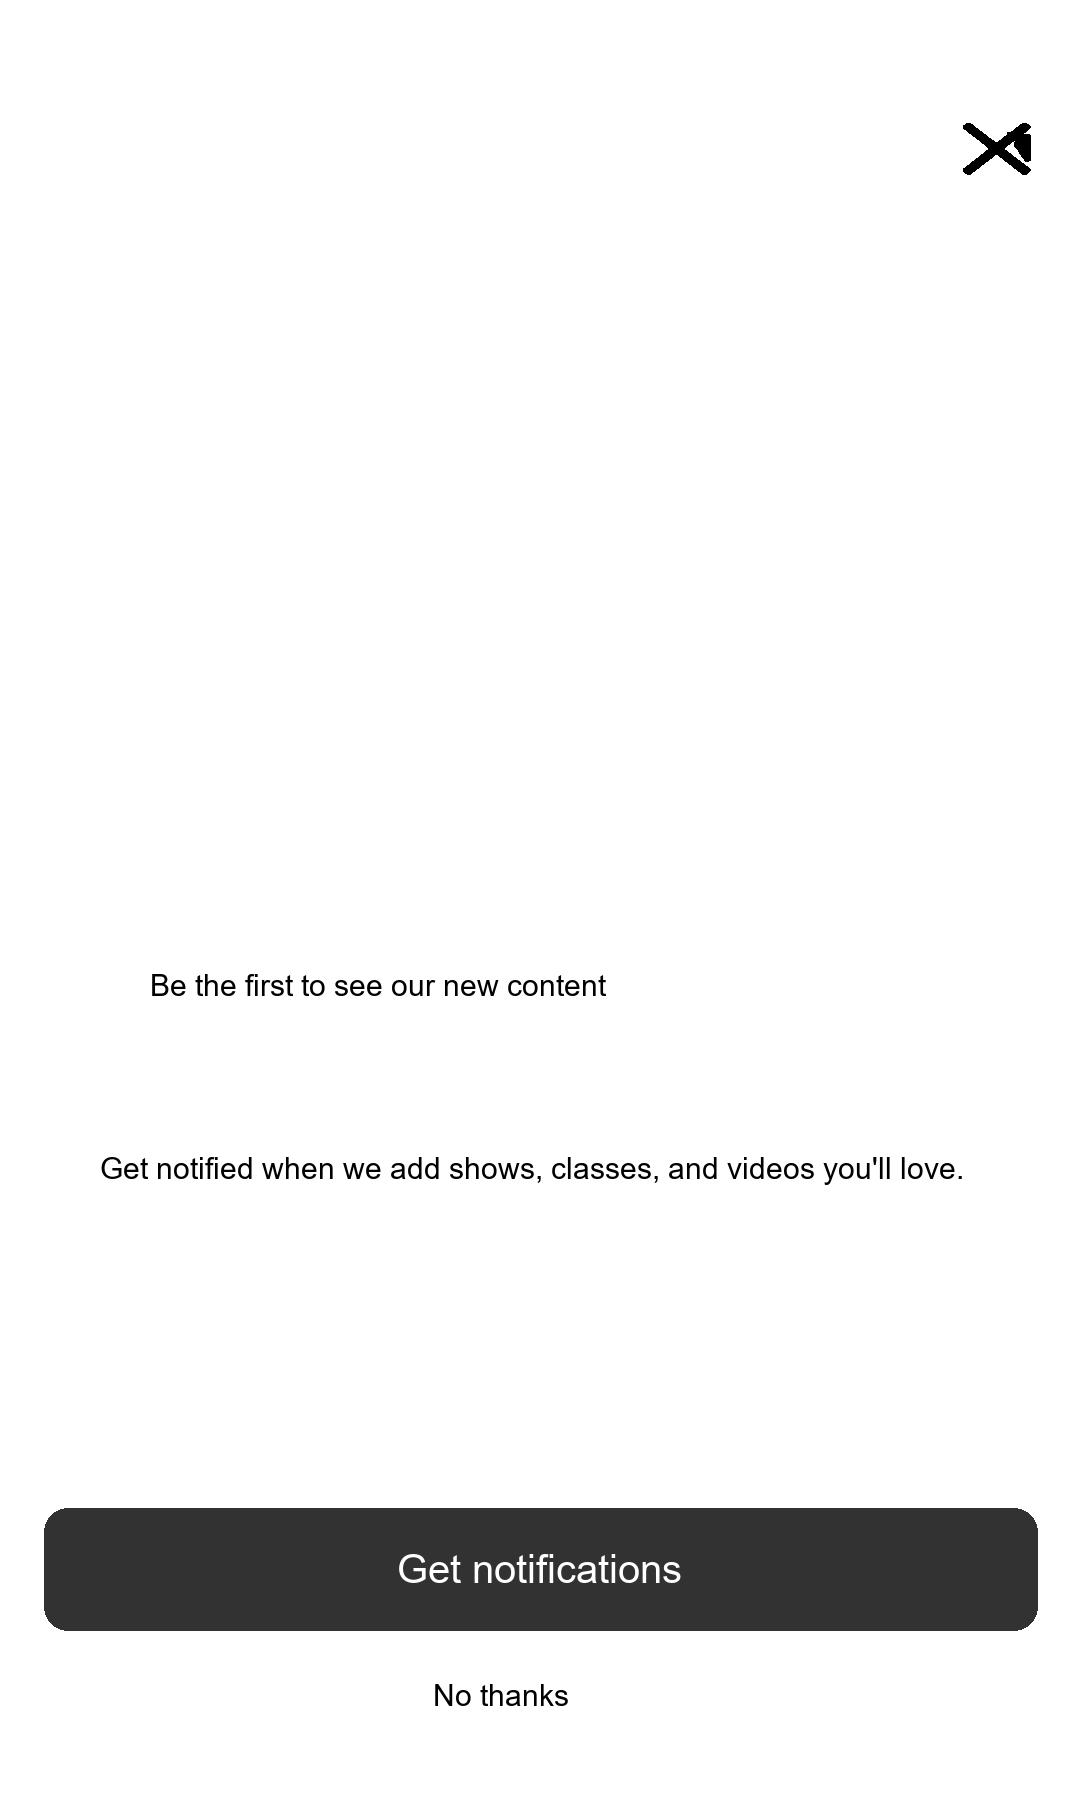 Be the first to see our new content
Get notified when we add shows, classes, and videos you'll love.
Get notifications
No thanks